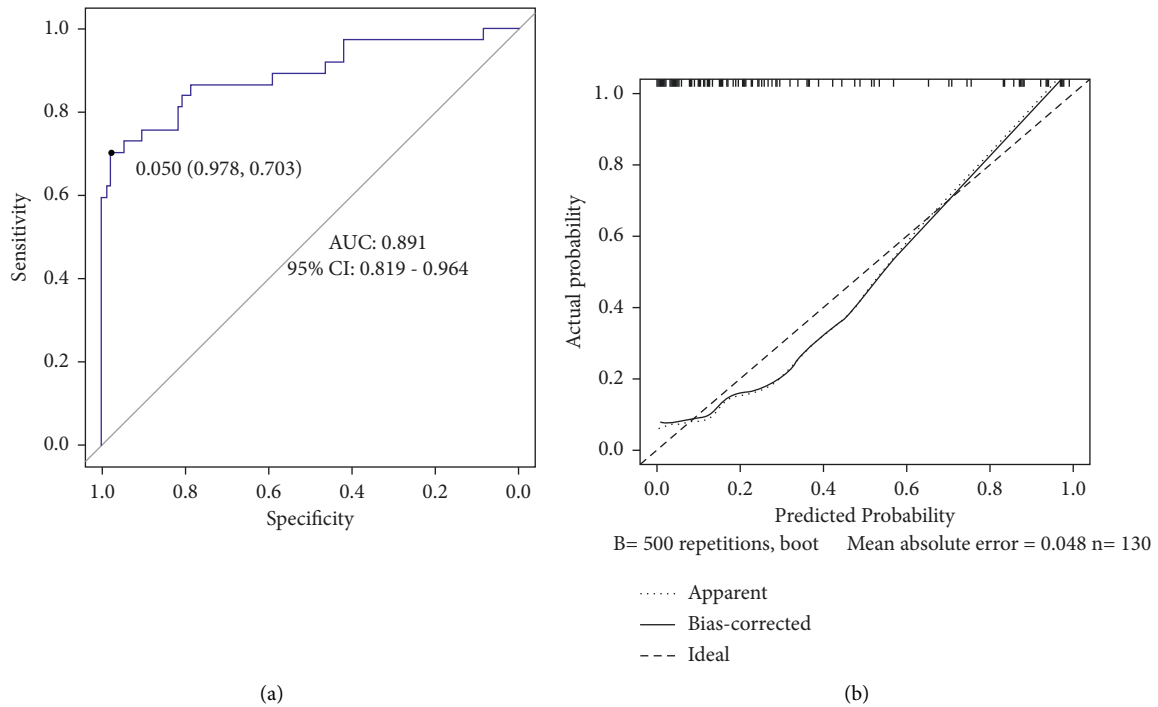 1.0
0.8
0.6
0.4
0.2
0.0
Sensitivity
0.050 (0.978, 0.703)
AUC: 0.891
95% CI: 0.819 - 0.964
1.0 0.8 0.6 0.4 0.2 0.0
Specificity
(a)
1.0
0.8
0.6
0.4
0.2
0.0
Actual probability
0.0 0.2 0.4 0.6 0.8 1.0
Predicted Probability
B= 500 repetitions, boot Mean absolute error = 0.048 n= 130
Apparent
Bias-corrected
Ideal
(b)